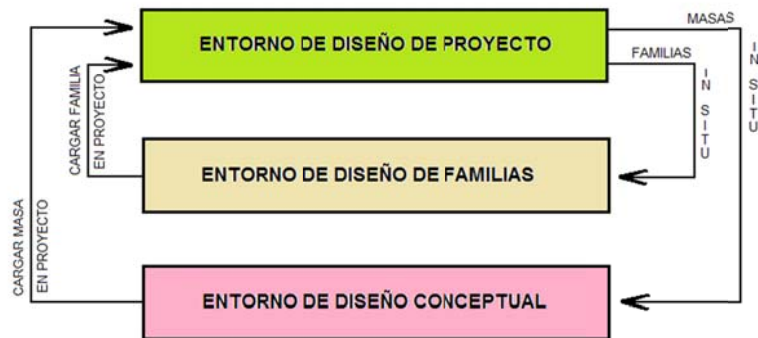 ENTORNO DE DISEÑO DE PROYECTO
MASAS
FAMILIAS
IN SITU
IN SITU
CARGAR FAMILIA
EN PROYECTO
ENTORNO DE DISEÑO DE FAMILIAS
CARGAR MASA
EN PROYECTO
ENTORNO DE DISEÑO CONCEPTUAL